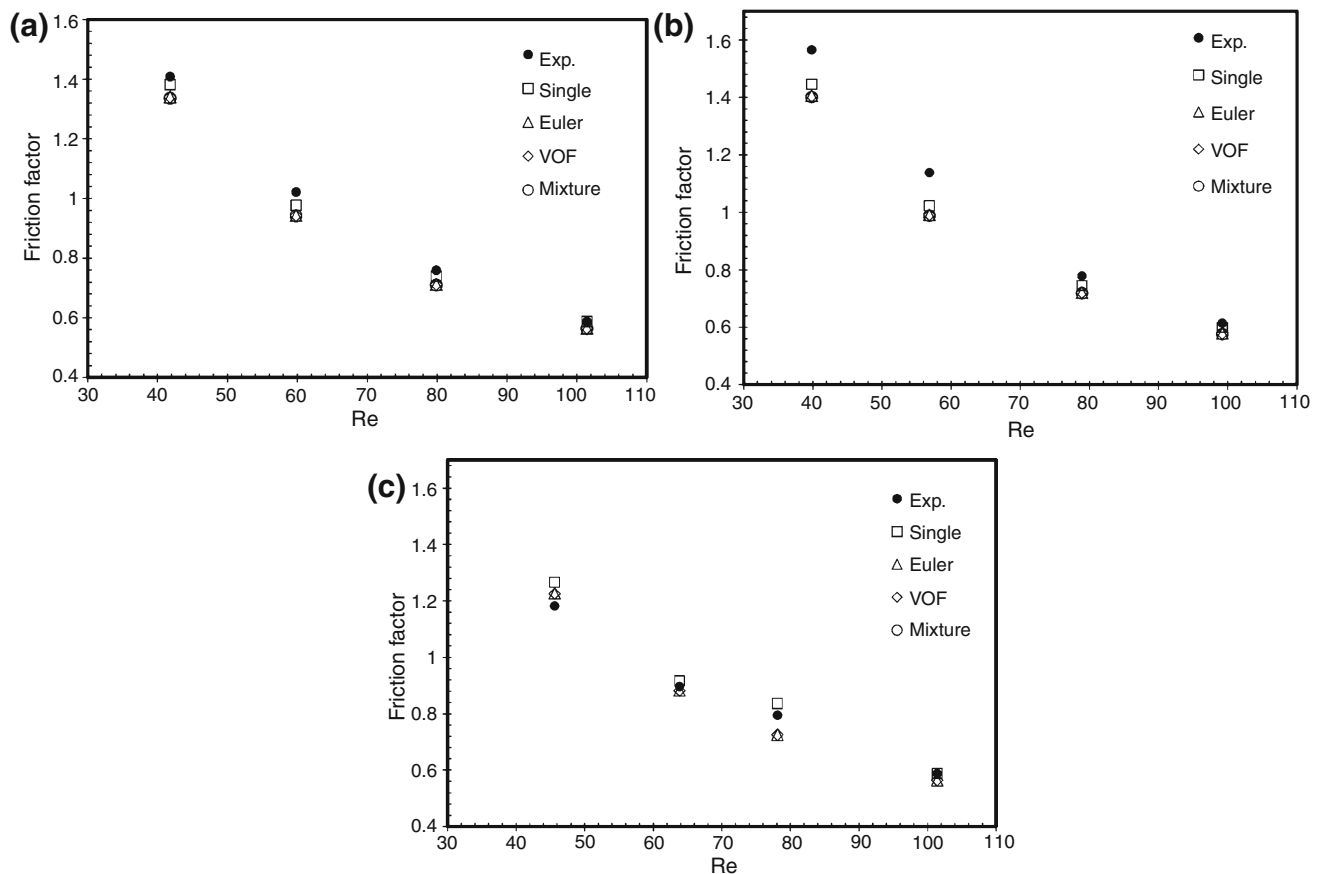 (a)
1.6
1.4
1.2
1
0.8
0.6
0.4
30 40 50 60 70 80 90 100 110
Friction factor
Re
Exp.
Single
Euler
VOF
Mixture
(b)
1.6
1.4
1.2
1
0.8
0.6
0.4
30 40 50 60 70 80 90 100 110
Friction factor
Re
Exp.
Single
Euler
VOF
Mixture
(c)
1.6
1.4
1.2
1
0.8
0.6
0.4
30 40 50 60 70 80 90 100 110
Friction factor
Re
Exp.
Single
Euler
VOF
Mixture